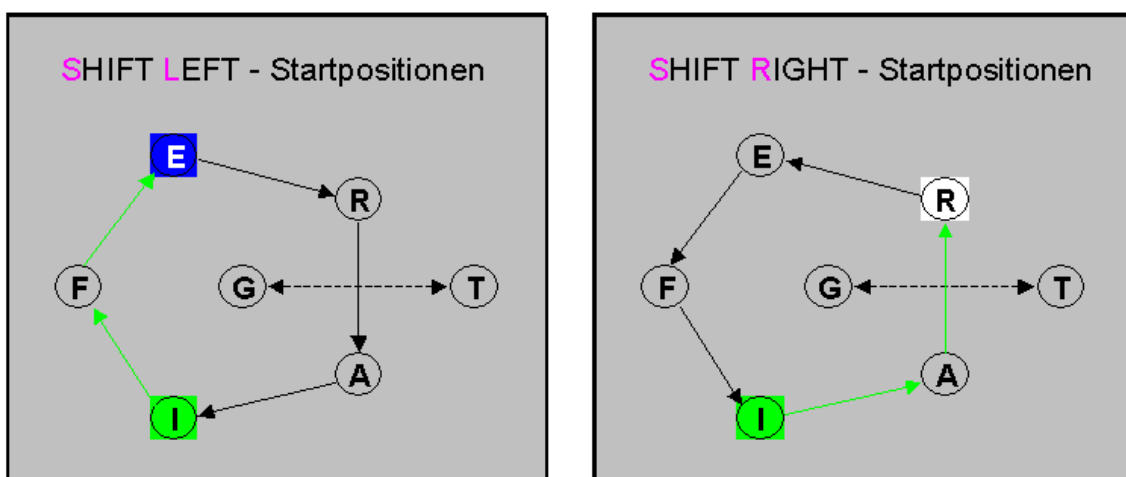 SHIFT LEFT - Startpositionen
E
R
F
G
T
A
I
SHIFT RIGHT - Startpositionen
E
R
F
G
T
A
I